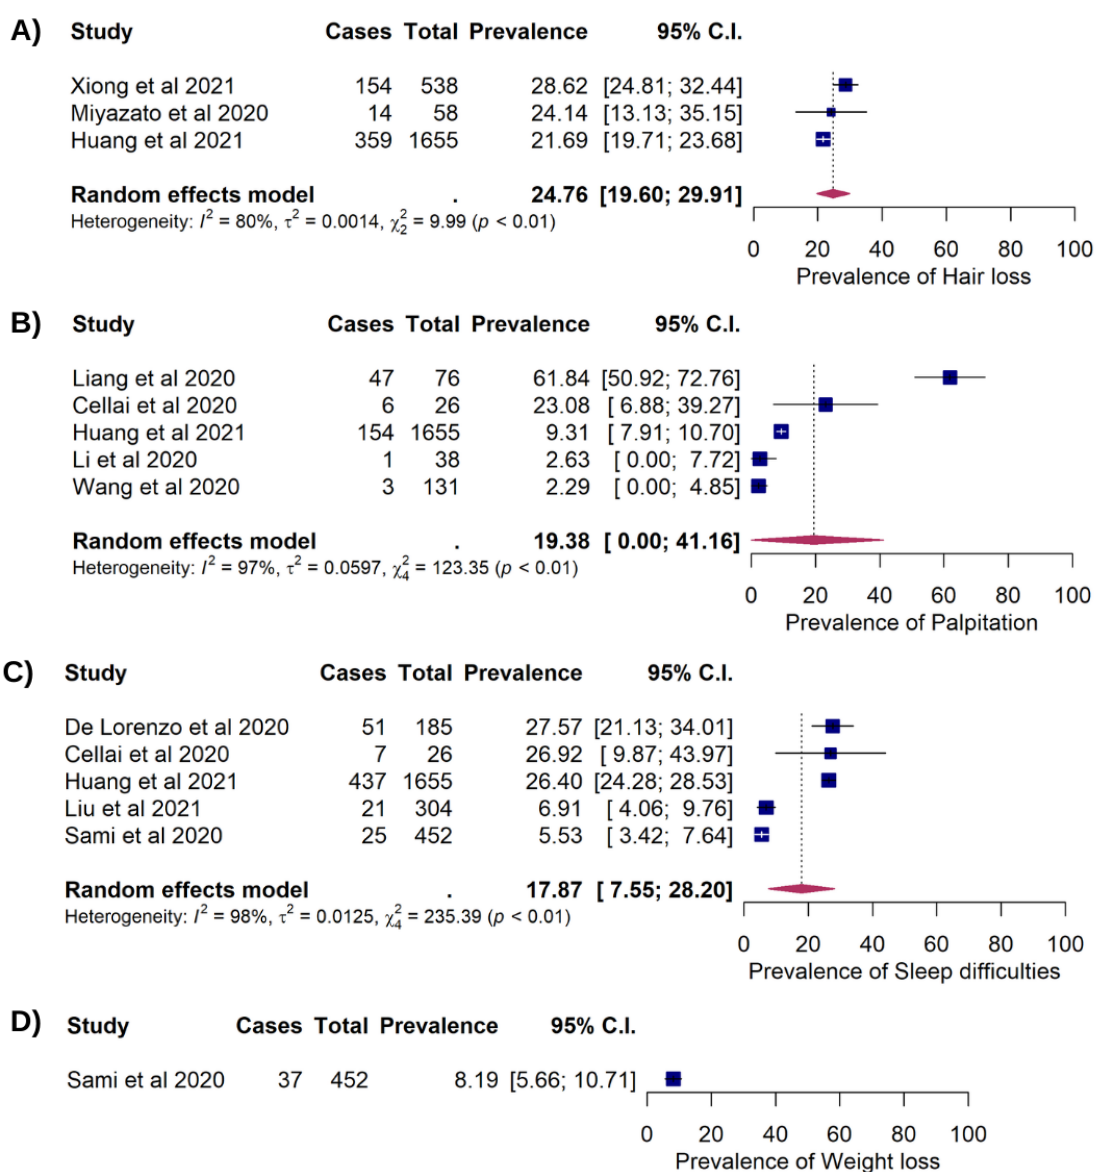 A) Study Cases Total Prevalence 95% C.I.
Xiong et al 2021 154 538 28.62 [24.81; 32.44]
Miyazato et al 2020 14 58 24.14 [13.13; 35.15]
Huang et al 2021 359 1655 21.69 [19.71; 23.68]
Random effects model . 24.76 [19.60; 29.91]
Heterogeneity: I² = 80%, τ² = 0.0014, χ²₂ = 9.99 (p < 0.01)
0 20 40 60 80 100
Prevalence of Hair loss
B) Study Cases Total Prevalence 95% C.I.
Liang et al 2020 47 76 61.84 [50.92; 72.76]
Cellai et al 2020 6 26 23.08 [ 6.88; 39.27]
Huang et al 2021 154 1655 9.31 [ 7.91; 10.70]
Li et al 2020 1 38 2.63 [ 0.00; 7.72]
Wang et al 2020 3 131 2.29 [ 0.00; 4.85]
Random effects model . 19.38 [ 0.00; 41.16]
Heterogeneity: I² = 97%, τ² = 0.0597, χ²₄ = 123.35 (p < 0.01)
0 20 40 60 80 100
Prevalence of Palpitation
C) Study Cases Total Prevalence 95% C.I.
De Lorenzo et al 2020 51 185 27.57 [21.13; 34.01]
Cellai et al 2020 7 26 26.92 [ 9.87; 43.97]
Huang et al 2021 437 1655 26.40 [24.28; 28.53]
Liu et al 2021 21 304 6.91 [ 4.06; 9.76]
Sami et al 2020 25 452 5.53 [ 3.42; 7.64]
Random effects model . 17.87 [ 7.55; 28.20]
Heterogeneity: I² = 98%, τ² = 0.0125, χ²₄ = 235.39 (p < 0.01)
0 20 40 60 80 100
Prevalence of Sleep difficulties
D) Study Cases Total Prevalence 95% C.I.
Sami et al 2020 37 452 8.19 [5.66; 10.71]
0 20 40 60 80 100
Prevalence of Weight loss